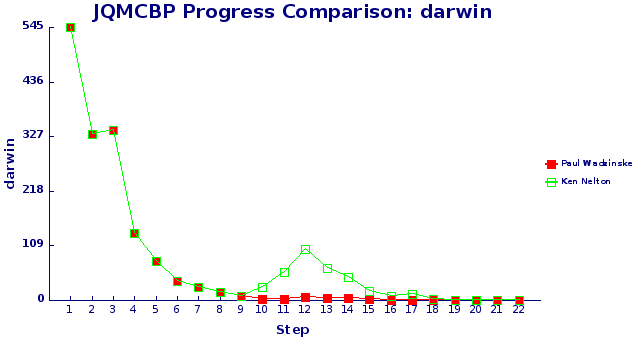 JQMCBP Progress Comparison: darwin
545
436
327
218
109
0
darwin
1 2 3 4 5 6 7 8 9 10 11 12 13 14 15 16 17 18 19 20 21 22
Step
Paul Wadzinske
Ken Nelton